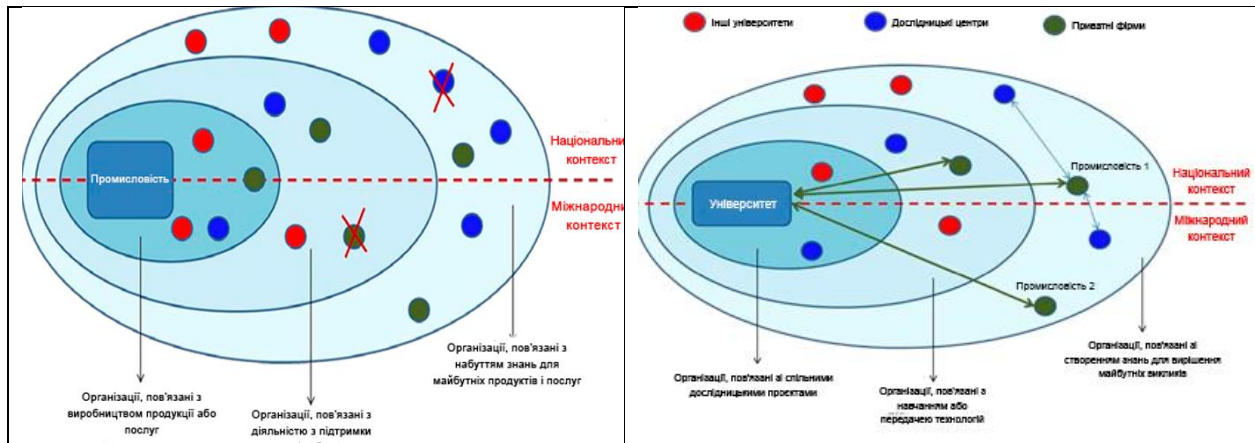 Промисловість
Національний
контекст
Міжнародн
контекст
Організації, пов'язані з
набуттям знань для
майбутніх продуктів і послуг
Організації, пов'язані з
виробництвом продукції або
послуг
Організації, пов'язані з
діяльністю з підтримки
Інші університети
Дослідницькі центри
Приватні фірми
Промисловість 1
Національний
контекст
Університет
Міжнародний
контекст
Промисловість 2
Організації, пов'язані зі
створенням знань для вирішення
майбутніх викликів
Організації, пов'язані зі спільними
дослідницькими проєктами
Організації, пов'язані з
навчанням або
передачею технологій